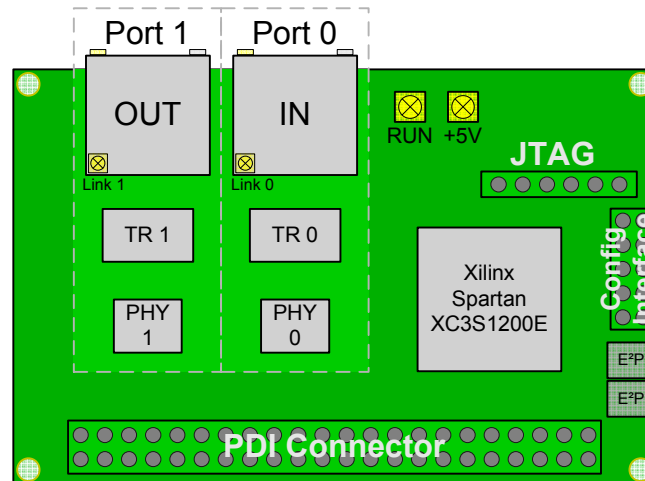 Port 1 Port 0
OUT IN
RUN +5V
Link 1 Link 0
JTAG
TR 1 TR 0
Config
Interface
Xilinx
Spartan
XC3S1200E
PHY
1
PHY
0
E²P
E²P
PDI Connector